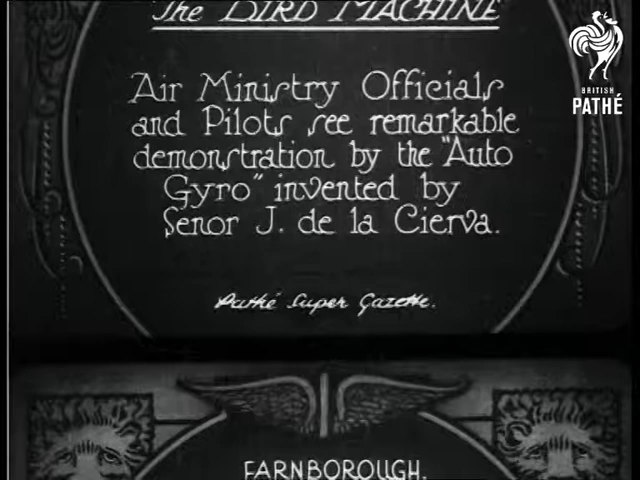 "The BIRD MACHINE"
Air Ministry Officials
and Pilots see remarkable
demonstration by the "Auto
Gyro" invented by
Senor J. de la Cierva.
Pathé Super Gazette.
FARNBOROUGH.
BRITISH
PATHÉ